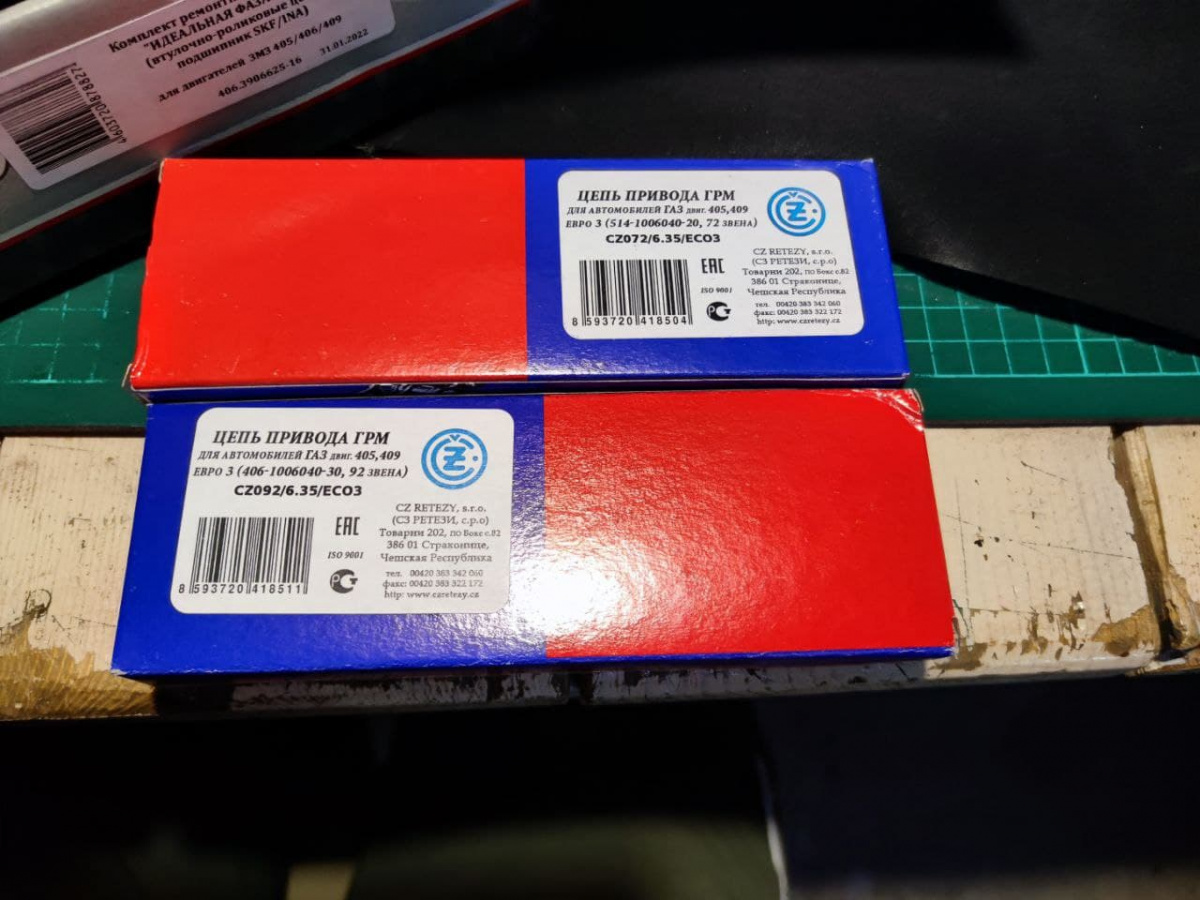 Комплект ремонтн
"ИДЕАЛЬНАЯ ФАЗ
(втулочно-роликовые це
подшипник SKF/INA)
для двигателей ЗМЗ 405/406/409
406.3906625-16 31.01.2022
ЦЕПЬ ПРИВОДА ГРМ
ДЛЯ АВТОМОБИЛЕЙ ГАЗ двиг. 405,409
ЕВРО 3 (514-1006040-20, 72 ЗВЕНА)
CZ072/6.35/ECO3
CZ RETEZY, s.r.o.
(СЗ РЕТЕЗИ, с.р.о)
Товарни 202, по Бокс с.82
386 01 Страконице,
Чешская Республика
тел. 00420 383 342 060
факс: 00420 383 322 172
http: www.czretezy.cz
EAC
ISO 9001
8 593720 418504
ЦЕПЬ ПРИВОДА ГРМ
ДЛЯ АВТОМОБИЛЕЙ ГАЗ двиг. 405,409
ЕВРО 3 (406-1006040-30, 92 ЗВЕНА)
CZ092/6.35/ECO3
CZ RETEZY, s.r.o.
(СЗ РЕТЕЗИ, с.р.о)
Товарни 202, по Бокс с.82
386 01 Страконице,
Чешская Республика
тел. 00420 383 342 060
факс: 00420 383 322 172
http: www.czretezy.cz
EAC
ISO 9001
8 593720 418511